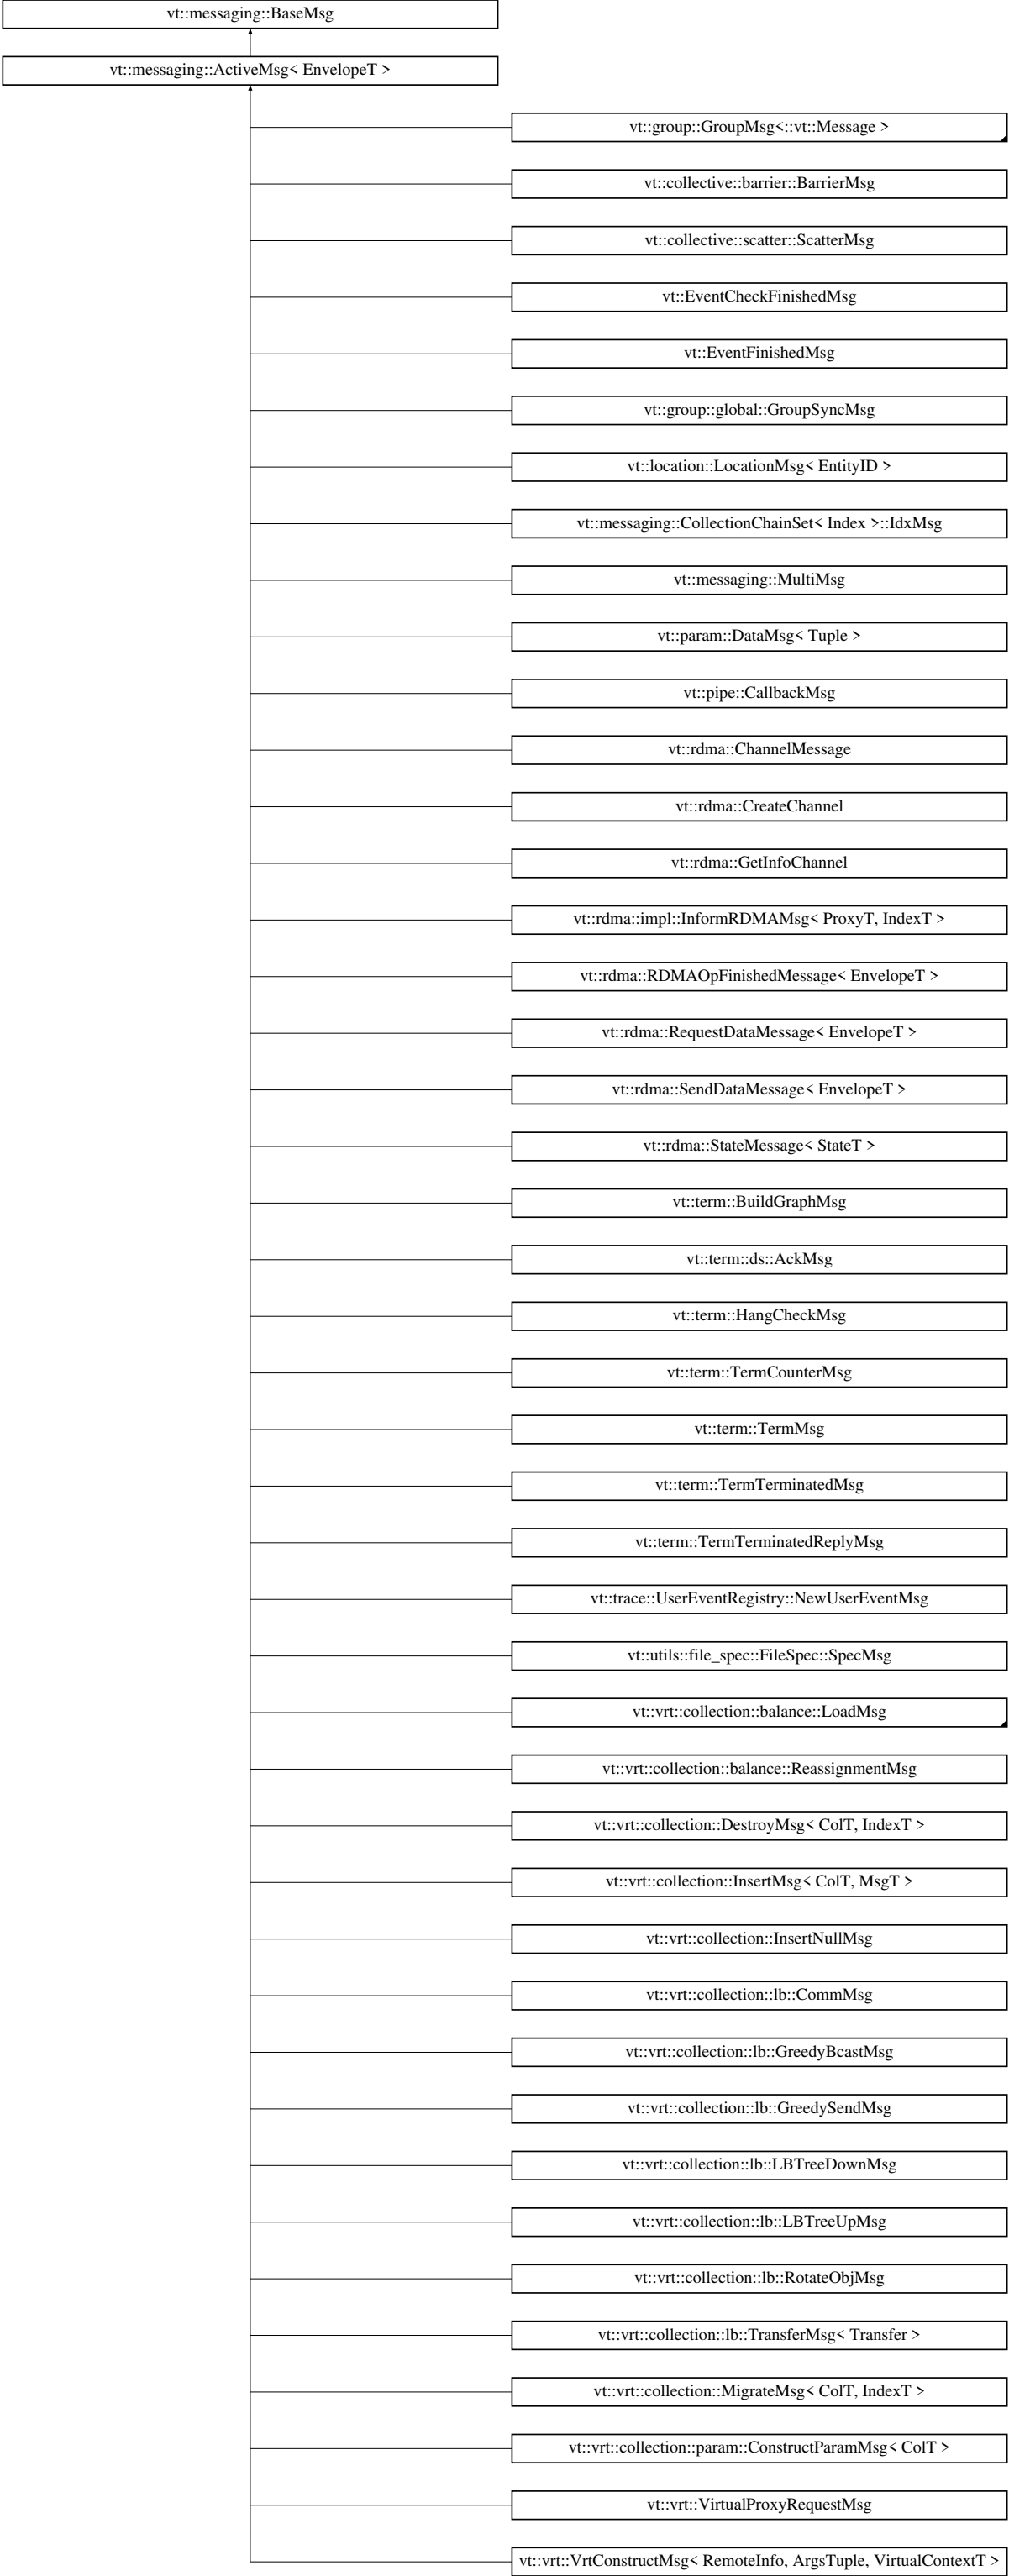 vt::messaging::BaseMsg
vt::messaging::ActiveMsg< EnvelopeT >
vt::group::GroupMsg<::vt::Message >
vt::collective::barrier::BarrierMsg
vt::collective::scatter::ScatterMsg
vt::EventCheckFinishedMsg
vt::EventFinishedMsg
vt::group::global::GroupSyncMsg
vt::location::LocationMsg< EntityID >
vt::messaging::CollectionChainSet< Index >::IdxMsg
vt::messaging::MultiMsg
vt::param::DataMsg< Tuple >
vt::pipe::CallbackMsg
vt::rdma::ChannelMessage
vt::rdma::CreateChannel
vt::rdma::GetInfoChannel
vt::rdma::impl::InformRDMAMsg< ProxyT, IndexT >
vt::rdma::RDMAOpFinishedMessage< EnvelopeT >
vt::rdma::RequestDataMessage< EnvelopeT >
vt::rdma::SendDataMessage< EnvelopeT >
vt::rdma::StateMessage< StateT >
vt::term::BuildGraphMsg
vt::term::ds::AckMsg
vt::term::HangCheckMsg
vt::term::TermCounterMsg
vt::term::TermMsg
vt::term::TermTerminatedMsg
vt::term::TermTerminatedReplyMsg
vt::trace::UserEventRegistry::NewUserEventMsg
vt::utils::file_spec::FileSpec::SpecMsg
vt::vrt::collection::balance::LoadMsg
vt::vrt::collection::balance::ReassignmentMsg
vt::vrt::collection::DestroyMsg< ColT, IndexT >
vt::vrt::collection::InsertMsg< ColT, MsgT >
vt::vrt::collection::InsertNullMsg
vt::vrt::collection::lb::CommMsg
vt::vrt::collection::lb::GreedyBcastMsg
vt::vrt::collection::lb::GreedySendMsg
vt::vrt::collection::lb::LBTreeDownMsg
vt::vrt::collection::lb::LBTreeUpMsg
vt::vrt::collection::lb::RotateObjMsg
vt::vrt::collection::lb::TransferMsg< Transfer >
vt::vrt::collection::MigrateMsg< ColT, IndexT >
vt::vrt::collection::param::ConstructParamMsg< ColT >
vt::vrt::VirtualProxyRequestMsg
vt::vrt::VrtConstructMsg< RemoteInfo, ArgsTuple, VirtualContextT >